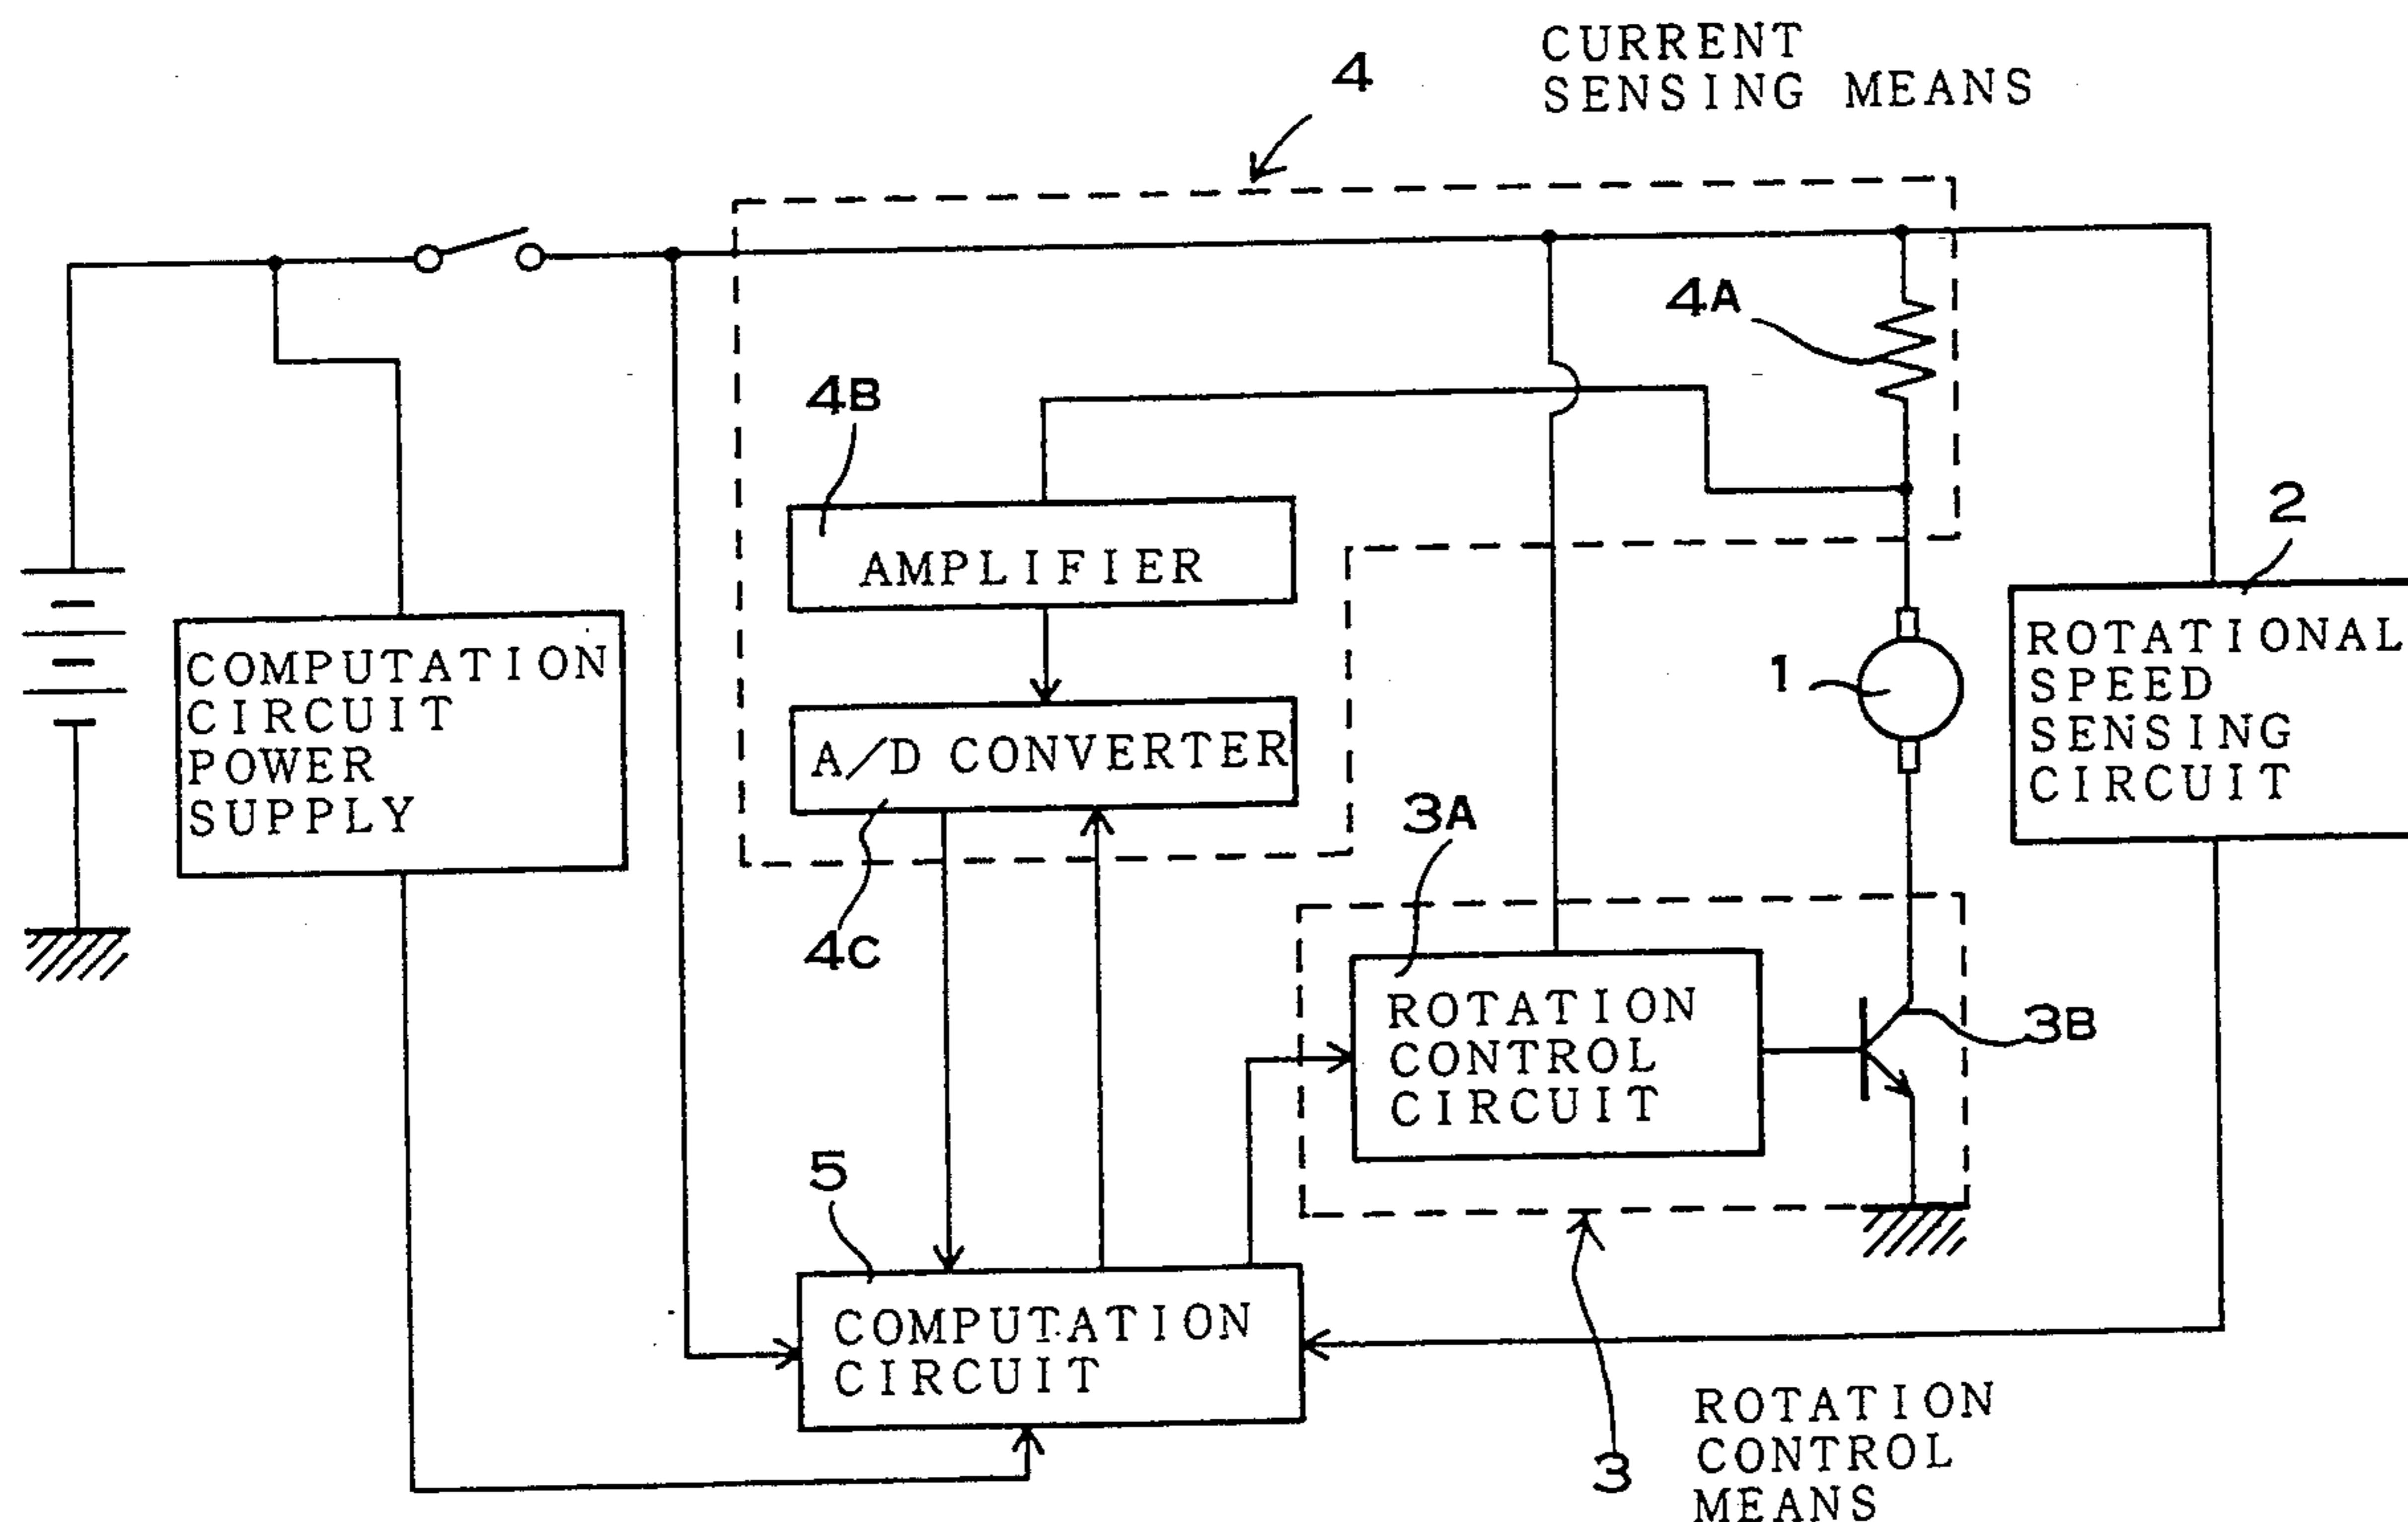 4
CURRENT
SENSING MEANS
4A
4B
AMPLIFIER
2
COMPUTATION
CIRCUIT
POWER
SUPPLY
A/D CONVERTER
1
ROTATIONAL
SPEED
SENSING
CIRCUIT
4C
3A
ROTATION
CONTROL
CIRCUIT
3B
5
COMPUTATION
CIRCUIT
3
ROTATION
CONTROL
MEANS